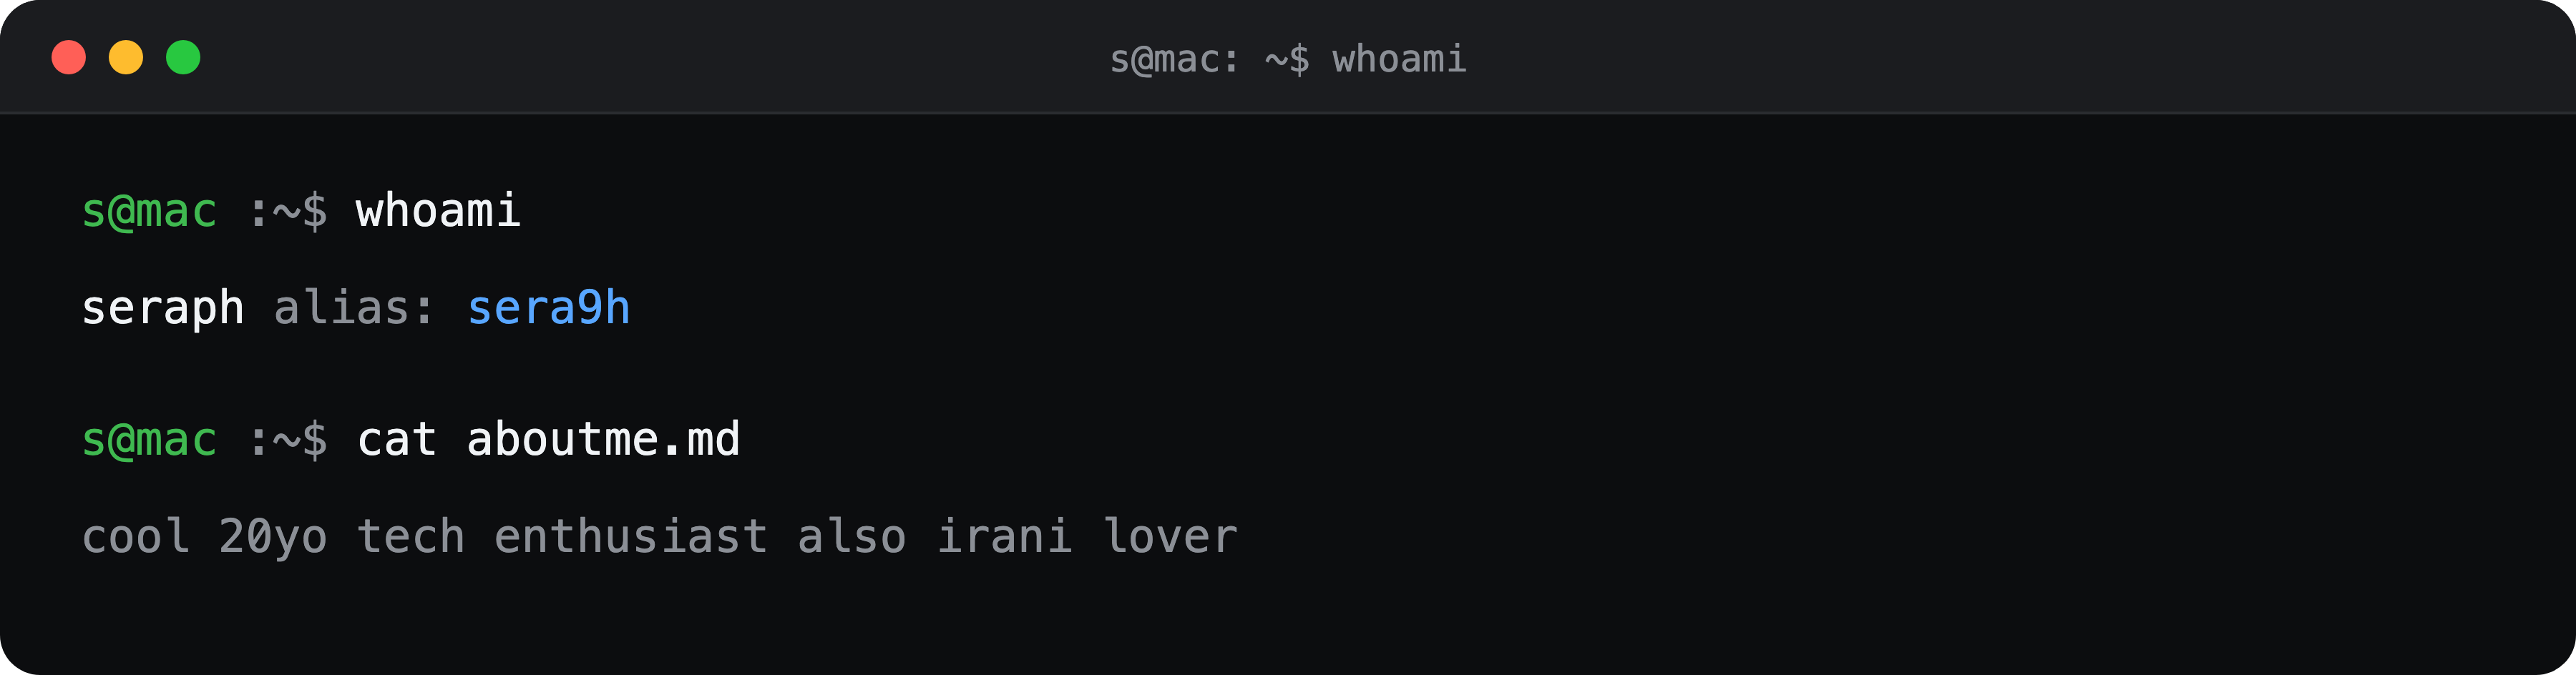 s@mac: ~$ whoami
s@mac :~$ whoami
seraph alias: sera9h
s@mac :~$ cat aboutme.md
cool 20yo tech enthusiast also irani lover